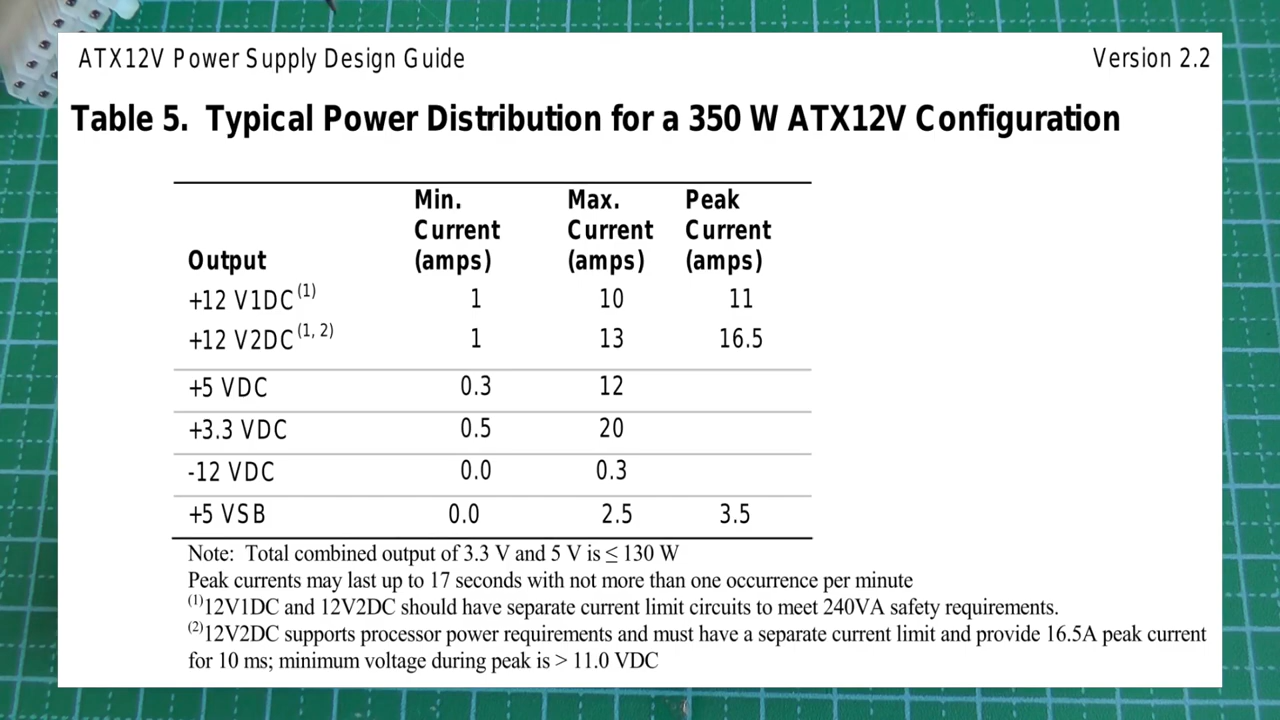 ATX12V Power Supply Design Guide Version 2.2
Table 5. Typical Power Distribution for a 350 W ATX12V Configuration
Output Min. Current (amps) Max. Current (amps) Peak Current (amps)
+12 V1DC(1) 1 10 11
+12 V2DC(1, 2) 1 13 16.5
+5 VDC 0.3 12
+3.3 VDC 0.5 20
-12 VDC 0.0 0.3
+5 VSB 0.0 2.5 3.5
Note: Total combined output of 3.3 V and 5 V is ≤ 130 W
Peak currents may last up to 17 seconds with not more than one occurrence per minute
(1)12V1DC and 12V2DC should have separate current limit circuits to meet 240VA safety requirements.
(2)12V2DC supports processor power requirements and must have a separate current limit and provide 16.5A peak current
for 10 ms; minimum voltage during peak is > 11.0 VDC